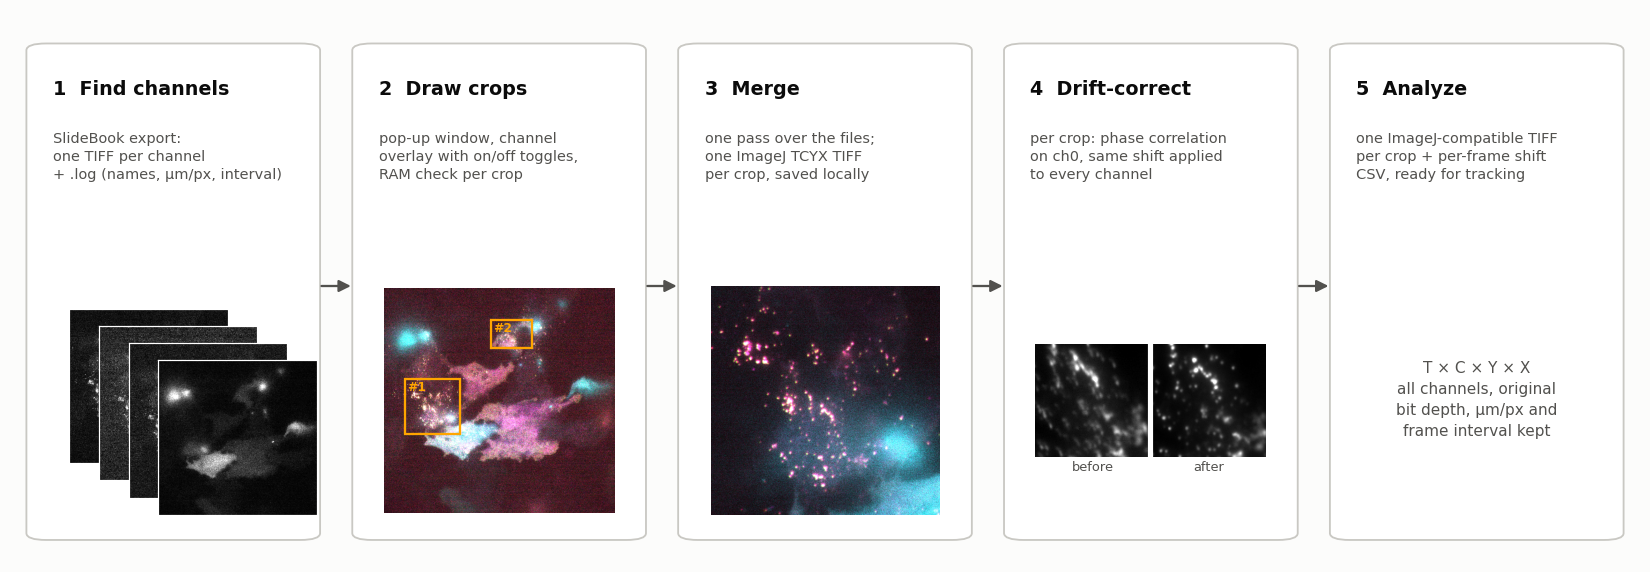 1  Find channels
SlideBook export:
one TIFF per channel
+ .log (names, µm/px, interval)
2  Draw crops
pop-up window, channel
overlay with on/off toggles,
RAM check per crop
#2
#1
3  Merge
one pass over the files;
one ImageJ TCYX TIFF
per crop, saved locally
4  Drift-correct
per crop: phase correlation
on ch0, same shift applied
to every channel
before
after
5  Analyze
one ImageJ-compatible TIFF
per crop + per-frame shift
CSV, ready for tracking
T × C × Y × X
all channels, original
bit depth, µm/px and
frame interval kept